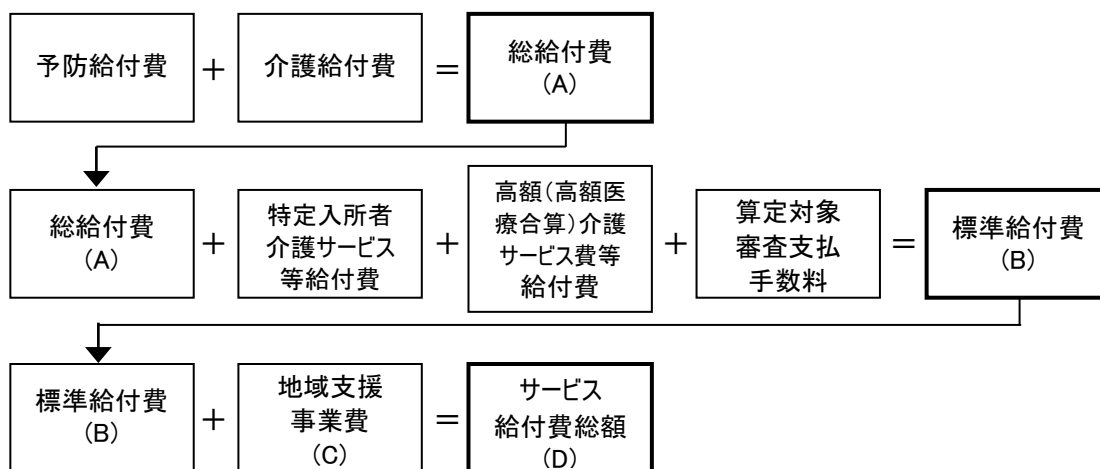 予防給付費 + 介護給付費 = 総給付費
(A)
総給付費
(A)
+
特定入所者
介護サービス
等給付費
+
高額(高額医
療合算)介護
サービス費等
給付費
+
算定対象
審査支払
手数料
=
標準給付費
(B)
標準給付費
(B)
+
地域支援
事業費
(C)
=
サービス
給付費総額
(D)